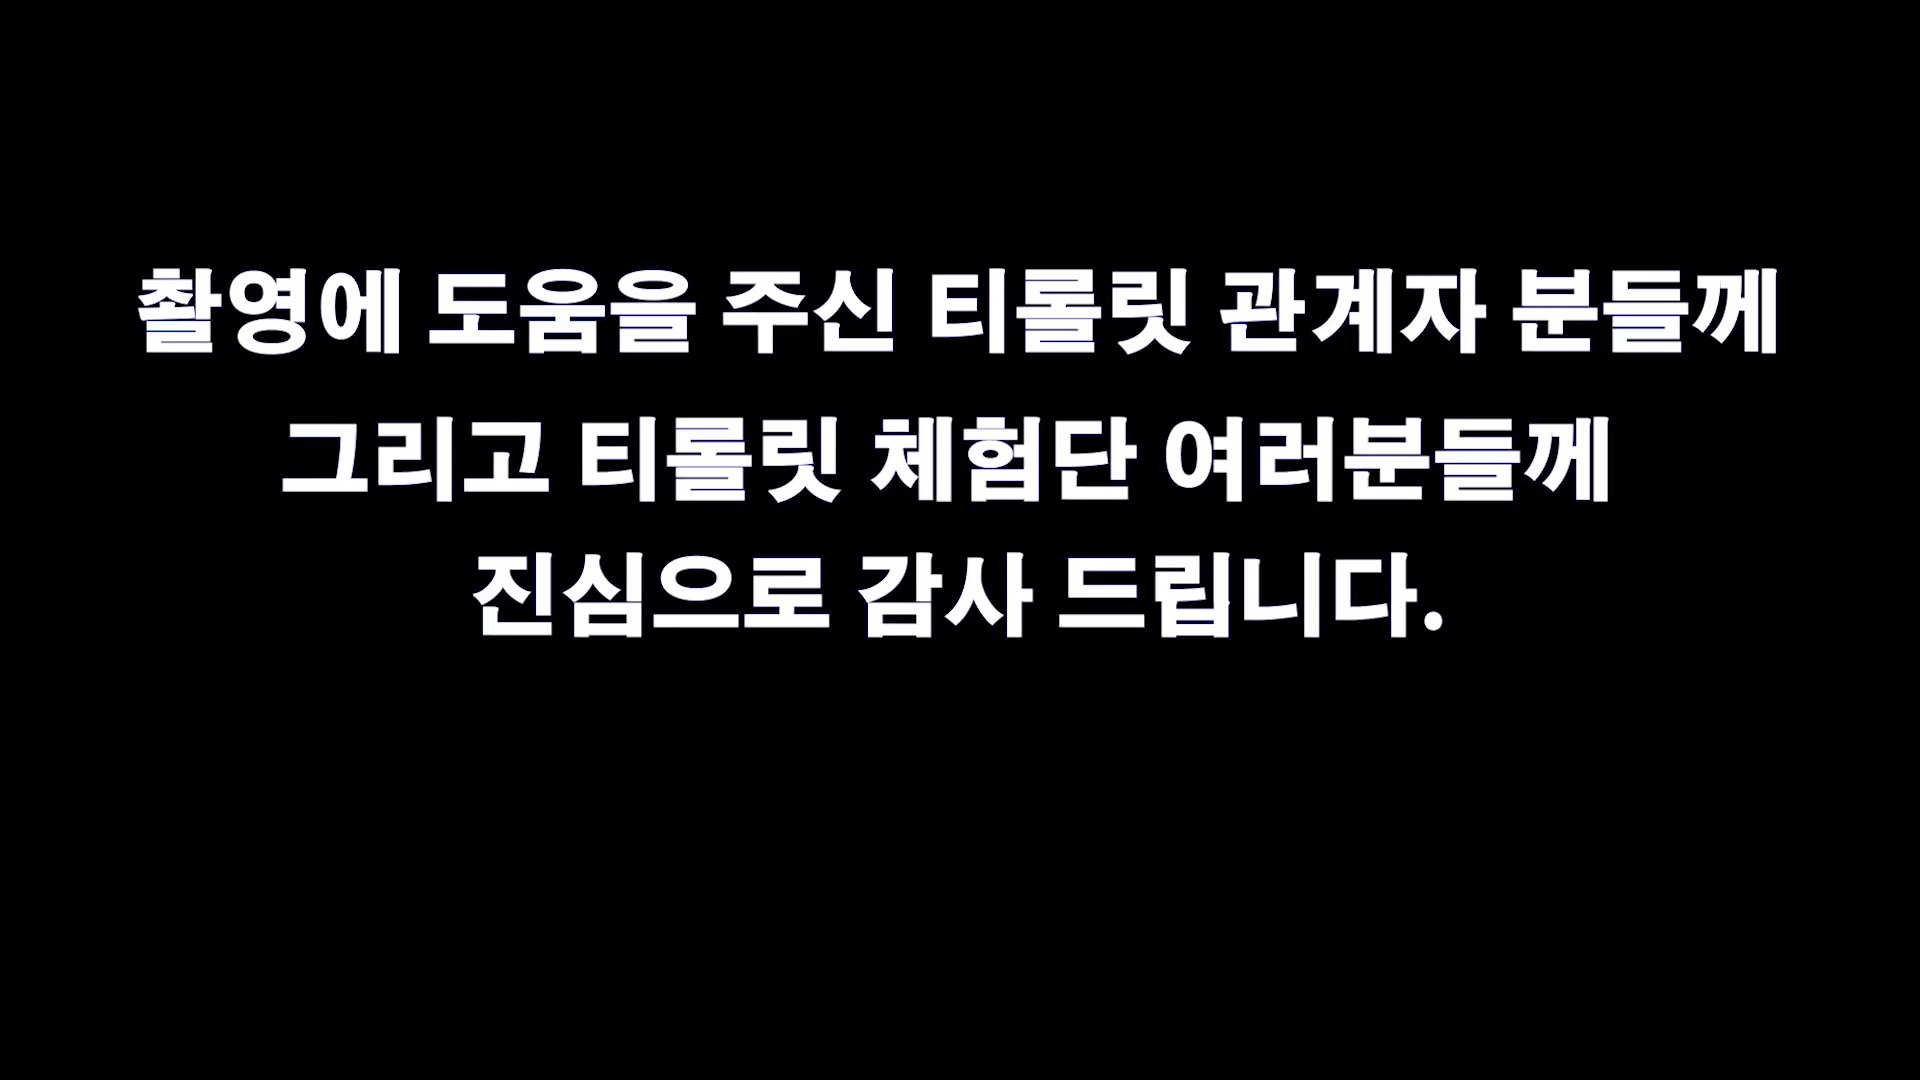 촬영에 도움을 주신 티롤릿 관계자 분들께
그리고 티롤릿 체험단 여러분들께
진심으로 감사 드립니다.